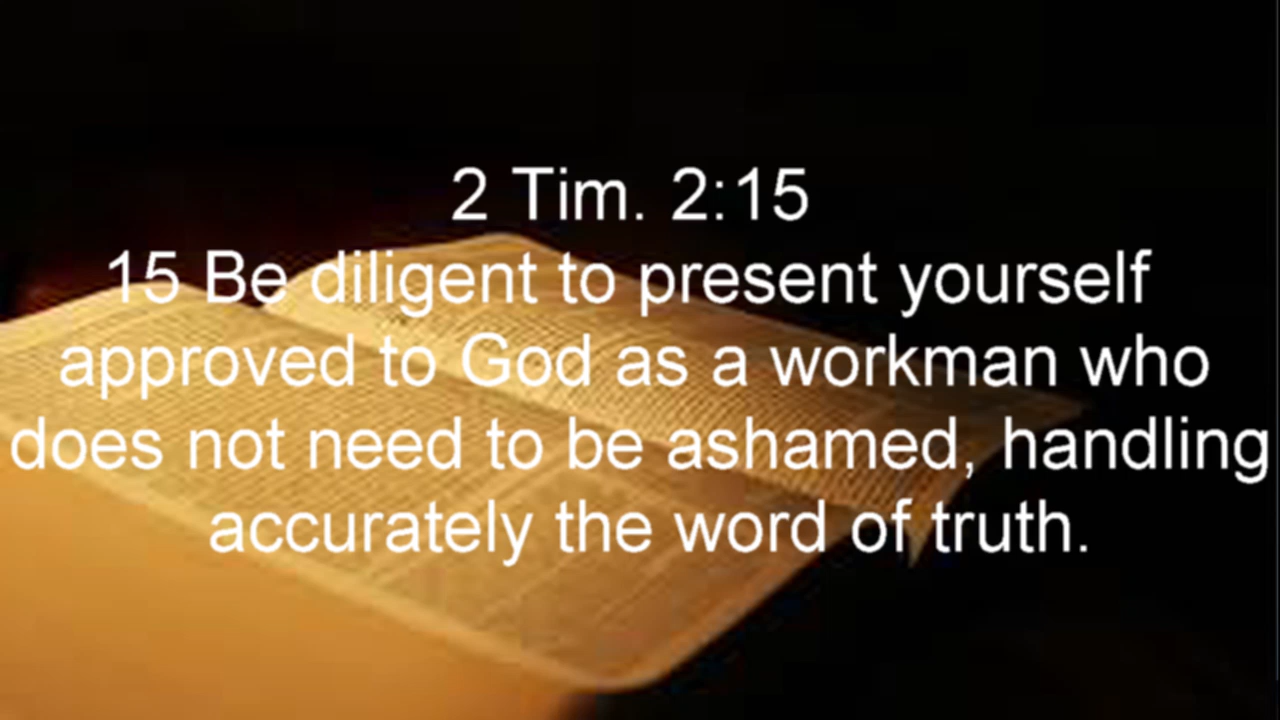 2 Tim. 2:15
15 Be diligent to present yourself
approved to God as a workman who
does not need to be ashamed, handling
accurately the word of truth.